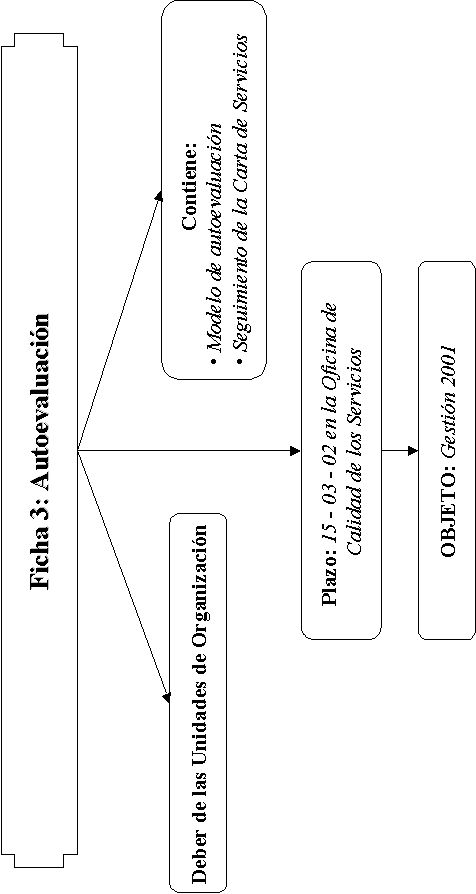 Ficha 3: Autoevaluación
Deber de las Unidades de Organización
Contiene:
• Modelo de autoevaluación
• Seguimiento de la Carta de Servicios
Plazo: 15 - 03 - 02 en la Oficina de
Calidad de los Servicios
OBJETO: Gestión 2001